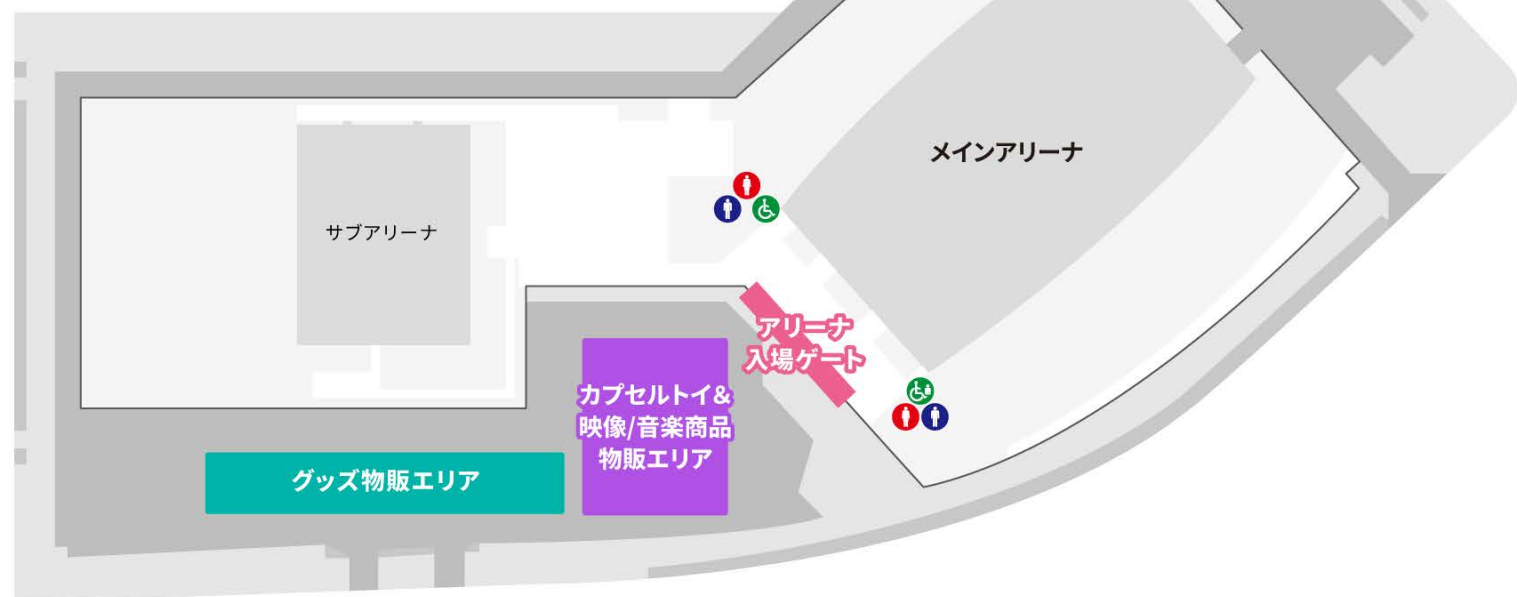 メインアリーナ
サブアリーナ
アリーナ
入場ゲート
カプセルトイ&
映像/音楽商品
物販エリア
グッズ物販エリア